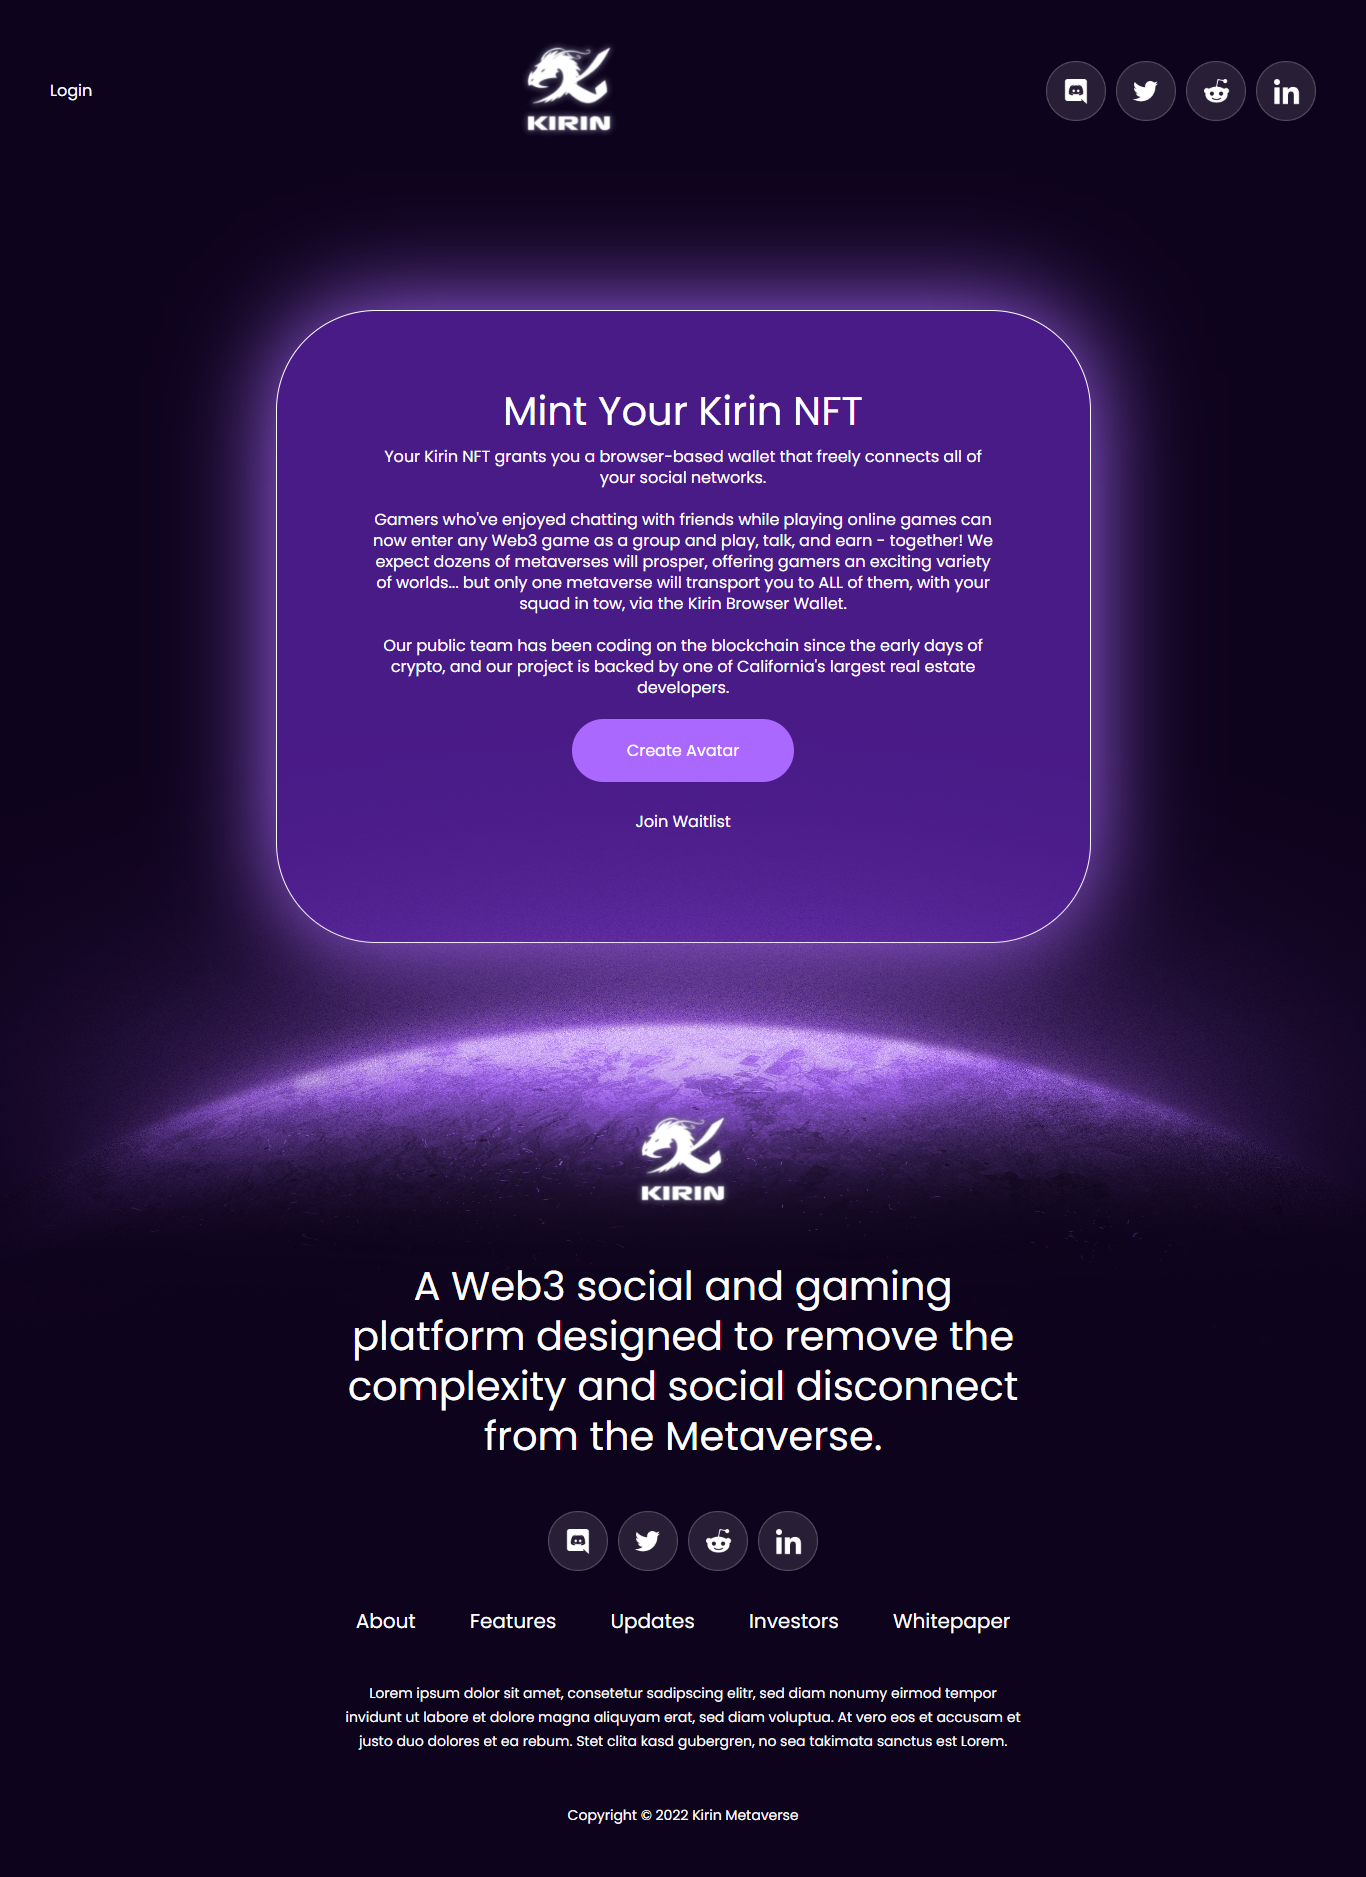 Login
KIRIN
Mint Your Kirin NFT
Your Kirin NFT grants you a browser-based wallet that freely connects all of
your social networks.
Gamers who've enjoyed chatting with friends while playing online games can
now enter any Web3 game as a group and play, talk, and earn - together! We
expect dozens of metaverses will prosper, offering gamers an exciting variety
of worlds... but only one metaverse will transport you to ALL of them, with your
squad in tow, via the Kirin Browser Wallet.
Our public team has been coding on the blockchain since the early days of
crypto, and our project is backed by one of California's largest real estate
developers.
Create Avatar
Join Waitlist
KIRIN
A Web3 social and gaming
platform designed to remove the
complexity and social disconnect
from the Metaverse.
About Features Updates Investors Whitepaper
Lorem ipsum dolor sit amet, consetetur sadipscing elitr, sed diam nonumy eirmod tempor
invidunt ut labore et dolore magna aliquyam erat, sed diam voluptua. At vero eos et accusam et
justo duo dolores et ea rebum. Stet clita kasd gubergren, no sea takimata sanctus est Lorem.
Copyright © 2022 Kirin Metaverse